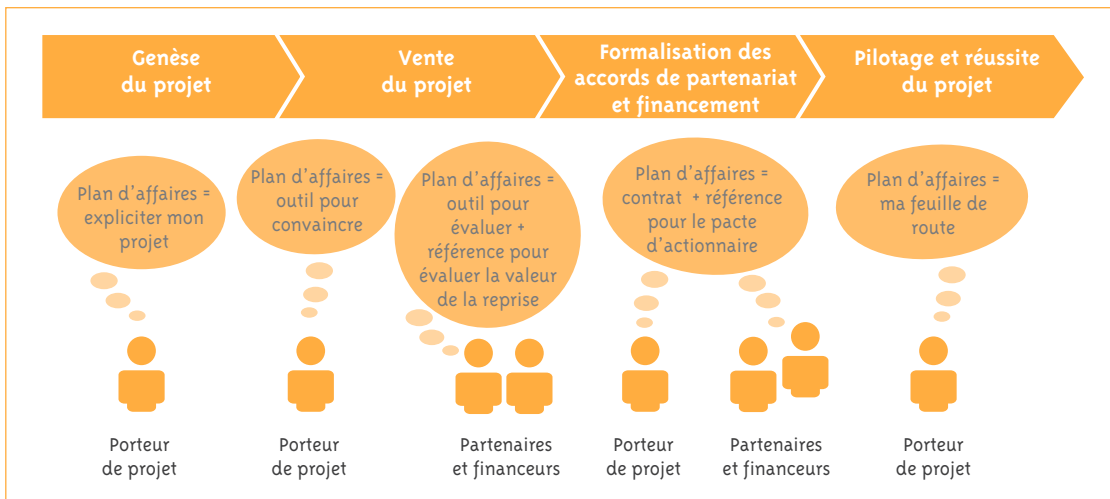 Genèse
du projet
Vente
du projet
Formalisation des
accords de partenariat
et financement
Pilotage et réussite
du projet
Plan d'affaires =
expliciter mon
projet
Plan d'affaires =
outil pour
convaincre
Plan d'affaires =
outil pour
évaluer +
référence pour
évaluer la valeur
de la reprise
Plan d'affaires =
contrat + référence
pour le pacte
d'actionnaire
Plan d'affaires =
ma feuille de
route
Porteur
de projet
Porteur
de projet
Partenaires
et financeurs
Porteur
de projet
Partenaires
et financeurs
Porteur
de projet